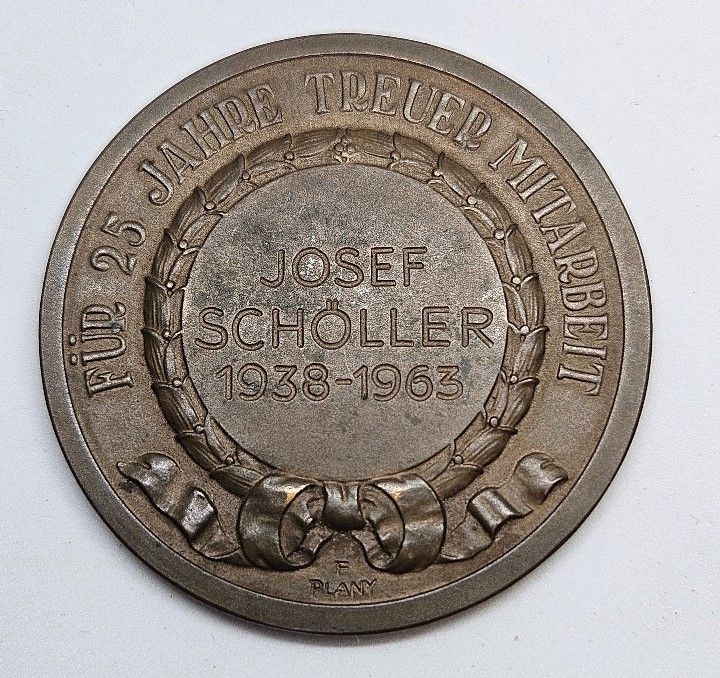 FÜR 25 JAHRE TREUER MITARBEIT
JOSEF
SCHÖLLER
1938-1963
F
PLANY